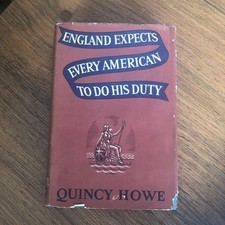 ENGLAND EXPECTS
EVERY AMERICAN
TO DO HIS DUTY
QUINCY HOWE